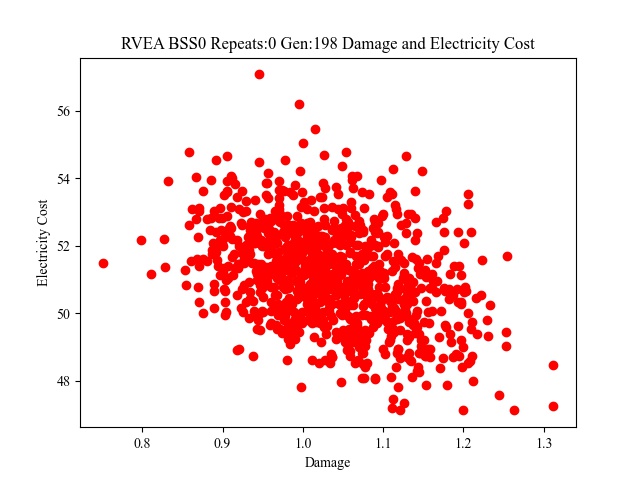 RVEA BSS0 Repeats:0 Gen:198 Damage and Electricity Cost
Electricity Cost
56
54
52
50
48
0.8 0.9 1.0 1.1 1.2 1.3
Damage